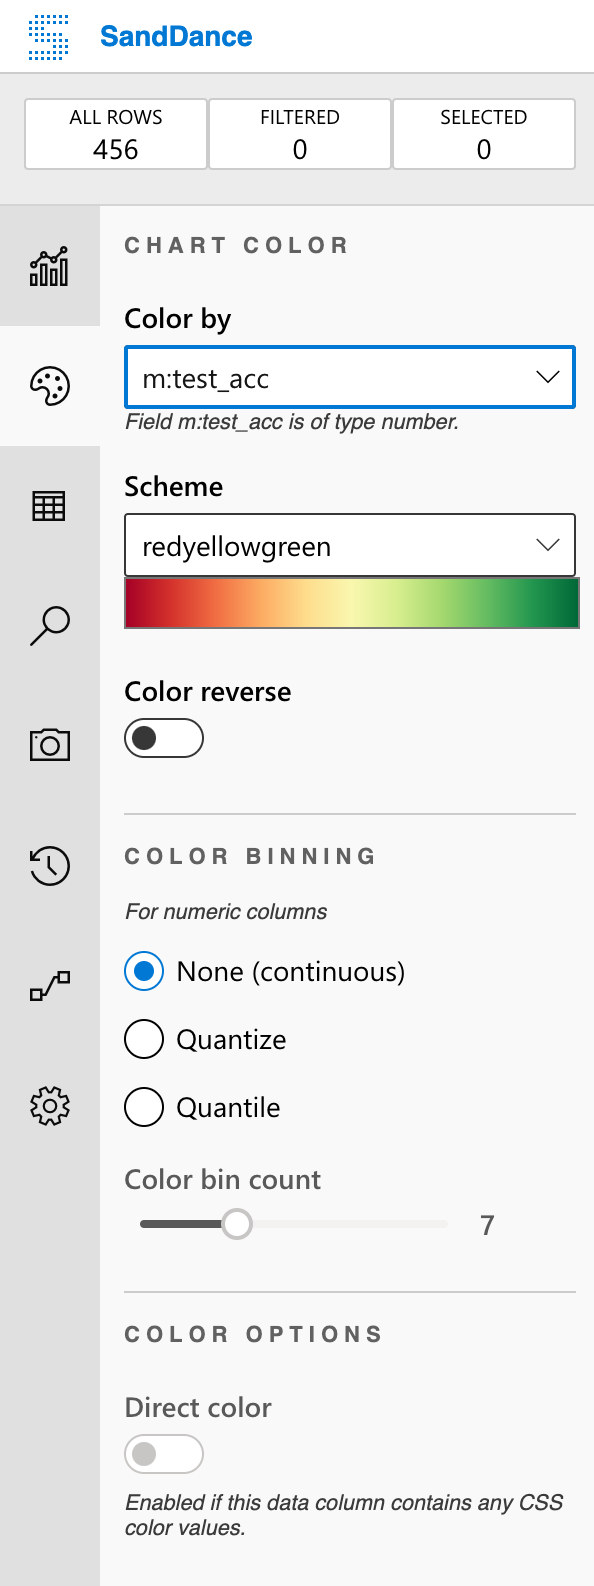 SandDance
ALL ROWS
456
FILTERED
0
SELECTED
0
CHART COLOR
Color by
m:test_acc
Field m:test_acc is of type number.
Scheme
redyellowgreen
Color reverse
COLOR BINNING
For numeric columns
None (continuous)
Quantize
Quantile
Color bin count
7
COLOR OPTIONS
Direct color
Enabled if this data column contains any CSS
color values.